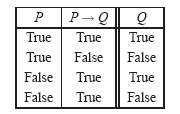 P P → Q Q
True True True
True False False
False True True
False True False